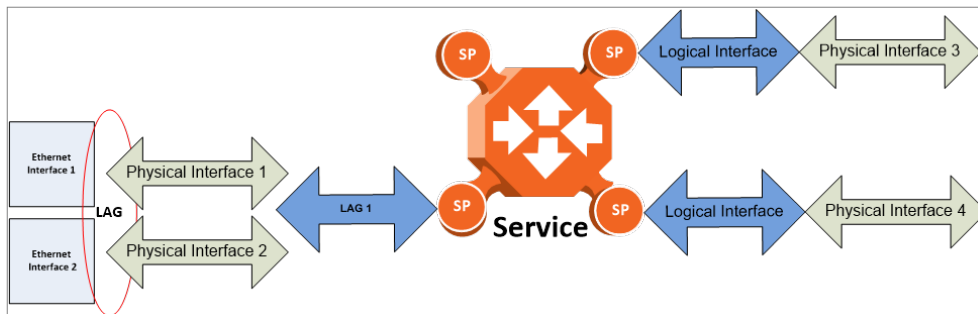 Ethernet
Interface 1
Ethernet
Interface 2
LAG
Physical Interface 1
Physical Interface 2
LAG 1
SP
SP
SP
SP
Service
Logical Interface
Physical Interface 3
Logical Interface
Physical Interface 4